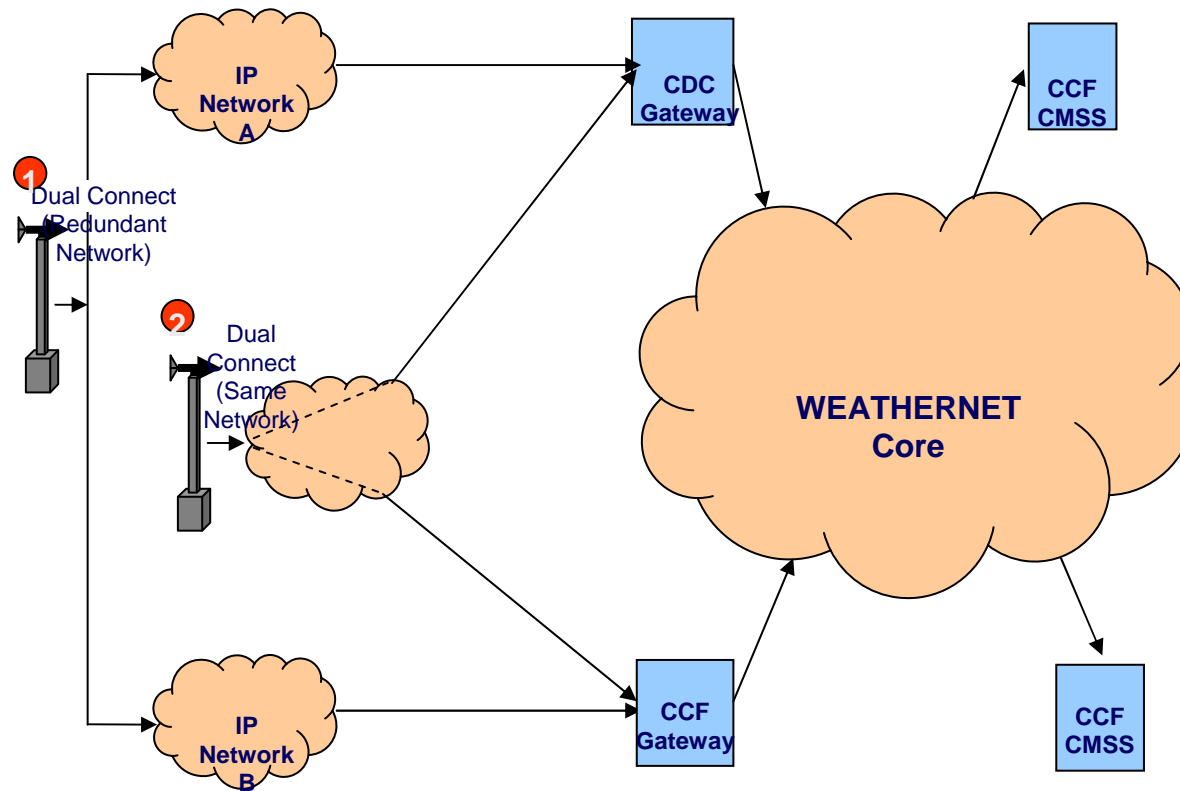 IP
Network
A
CDC
Gateway
CCF
CMSS
1
Dual Connect
(Redundant
Network)
2
Dual
Connect
(Same
Network)
WEATHERNET
Core
IP
Network
B
CCF
Gateway
CCF
CMSS